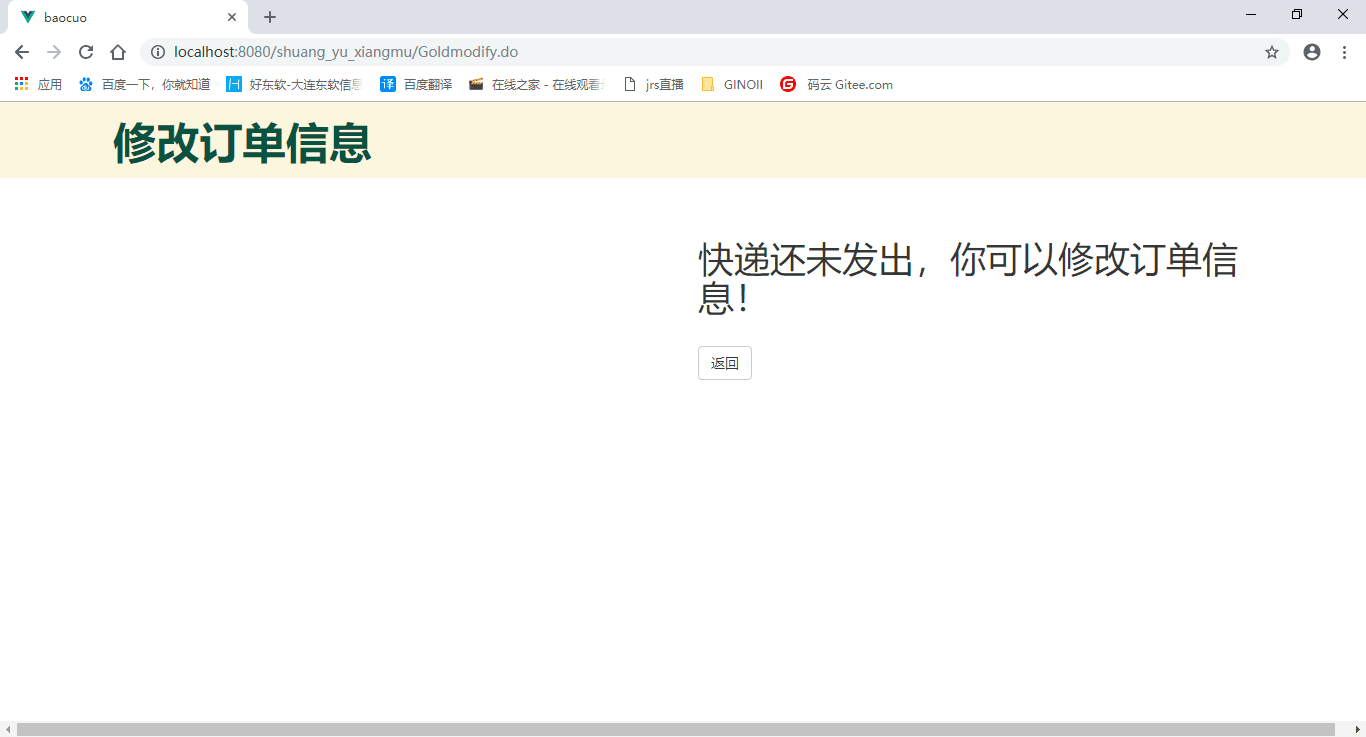 baocuo
localhost:8080/shuang_yu_xiangmu/Goldmodify.do
应用
百度一下，你就知道
好东软-大连东软信息
百度翻译
在线之家 - 在线观看
jrs直播
GINOII
码云 Gitee.com
修改订单信息
快递还未发出，你可以修改订单信
息！
返回